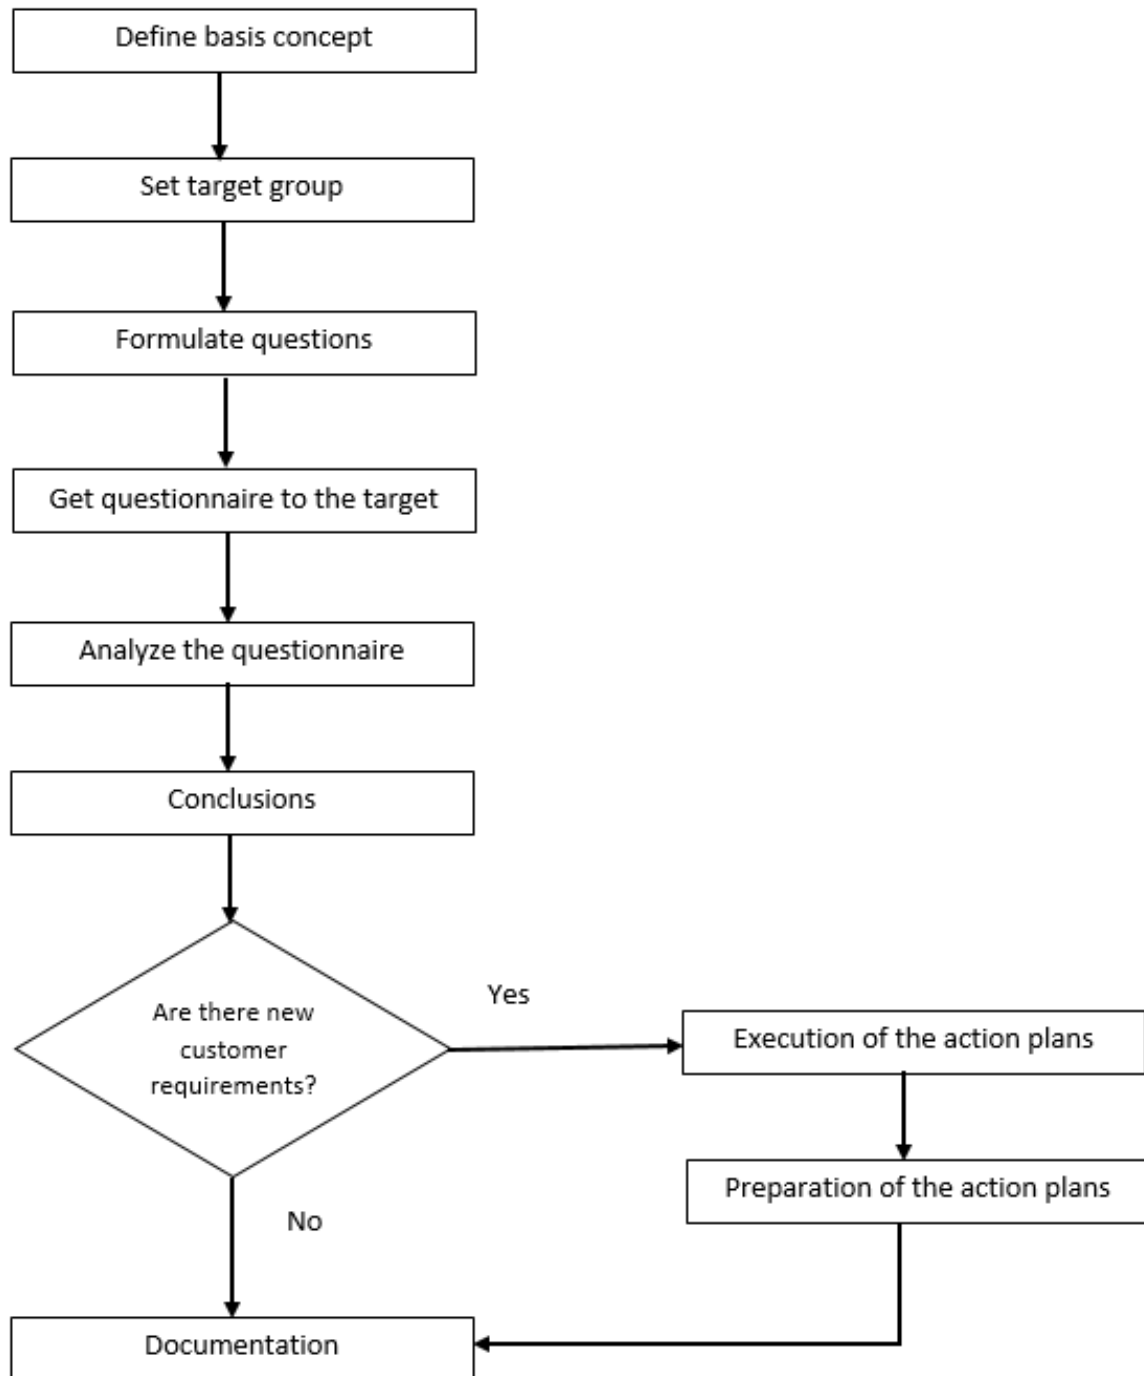 Define basis concept
Set target group
Formulate questions
Get questionnaire to the target
Analyze the questionnaire
Conclusions
Are there new
customer
requirements?
Yes
Execution of the action plans
Preparation of the action plans
No
Documentation